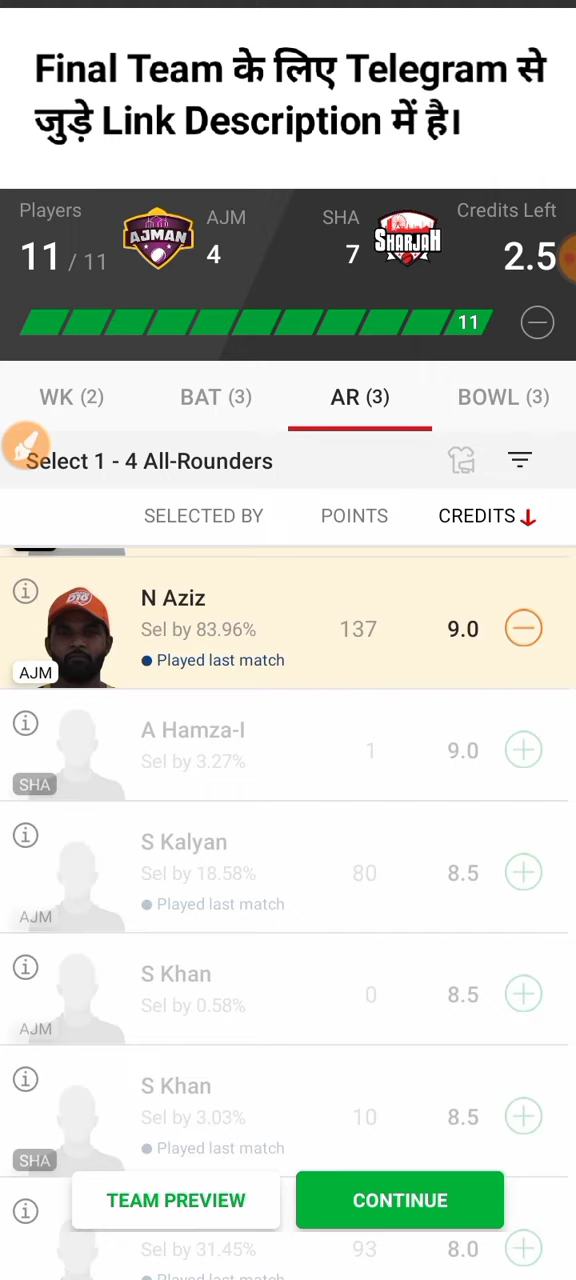 Final Team के लिए Telegram से
जुड़े Link Description में है।
Players
AJM
SHA
Credits Left
11 / 11
AJMAN
4
7
SHARJAH
2.5
11
WK (2)
BAT (3)
AR (3)
BOWL (3)
Select 1 - 4 All-Rounders
SELECTED BY
POINTS
CREDITS
N Aziz
Sel by 83.96%
137
9.0
Played last match
AJM
A Hamza-I
Sel by 3.27%
1
9.0
SHA
S Kalyan
Sel by 18.58%
80
8.5
Played last match
AJM
S Khan
Sel by 0.58%
0
8.5
AJM
S Khan
Sel by 3.03%
10
8.5
Played last match
SHA
TEAM PREVIEW
CONTINUE
Sel by 31.45%
93
8.0
Played last match